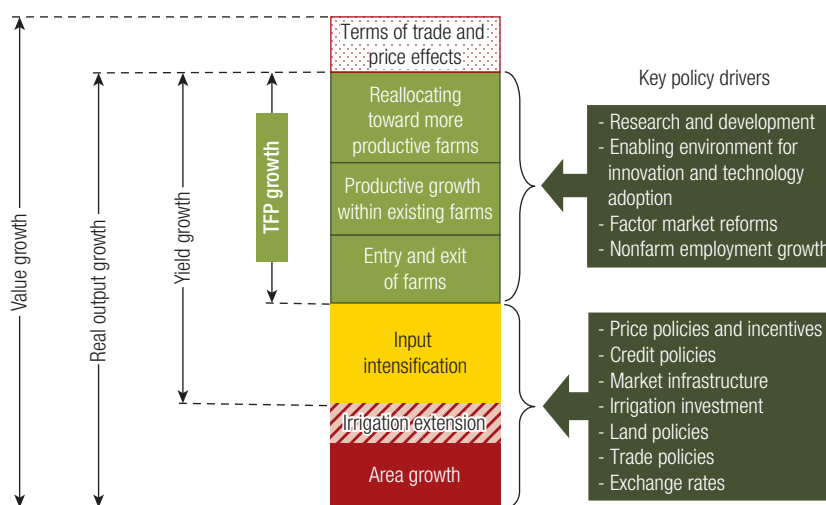 Value growth
Real output growth
Yield growth
TFP growth
Terms of trade and
price effects
Reallocating
toward more
productive farms
Productive growth
within existing farms
Entry and exit
of farms
Input
intensification
Irrigation extension
Area growth
Key policy drivers
- Research and development
- Enabling environment for
innovation and technology
adoption
- Factor market reforms
- Nonfarm employment growth
- Price policies and incentives
- Credit policies
- Market infrastructure
- Irrigation investment
- Land policies
- Trade policies
- Exchange rates